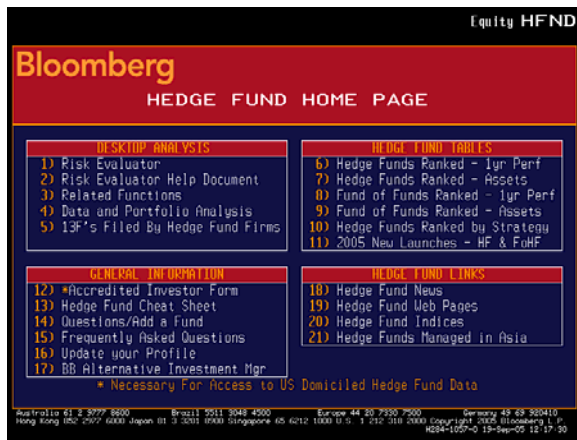 Equity HFND
Bloomberg
HEDGE FUND HOME PAGE
DESKTOP ANALYSIS
1) Risk Evaluator
2) Risk Evaluator Help Document
3) Related Functions
4) Data and Portfolio Analysis
5) 13F's Filed By Hedge Fund Firms
HEDGE FUND TABLES
6) Hedge Funds Ranked - 1yr Perf
7) Hedge Funds Ranked - Assets
8) Fund of Funds Ranked - 1yr Perf
9) Fund of Funds Ranked - Assets
10) Hedge Funds Ranked by Strategy
11) 2005 New Launches - HF & FoHF
GENERAL INFORMATION
12) *Accredited Investor Form
13) Hedge Fund Cheat Sheet
14) Questions/Add a Fund
15) Frequently Asked Questions
16) Update your Profile
17) BB Alternative Investment Mgr
HEDGE FUND LINKS
18) Hedge Fund News
19) Hedge Fund Web Pages
20) Hedge Fund Indices
21) Hedge Funds Managed in Asia
* Necessary For Access to US Domiciled Hedge Fund Data
Australia 61 2 9777 8600 Brazil 5511 3048 4500 Europe 44 20 7330 7500 Germany 49 69 920410
Hong Kong 852 2977 6000 Japan 81 3 3201 8900 Singapore 65 6212 1000 U.S. 1 212 318 2000 Copyright 2005 Bloomberg L.P.
H284-1057-0 19-Sep-05 12:17:30